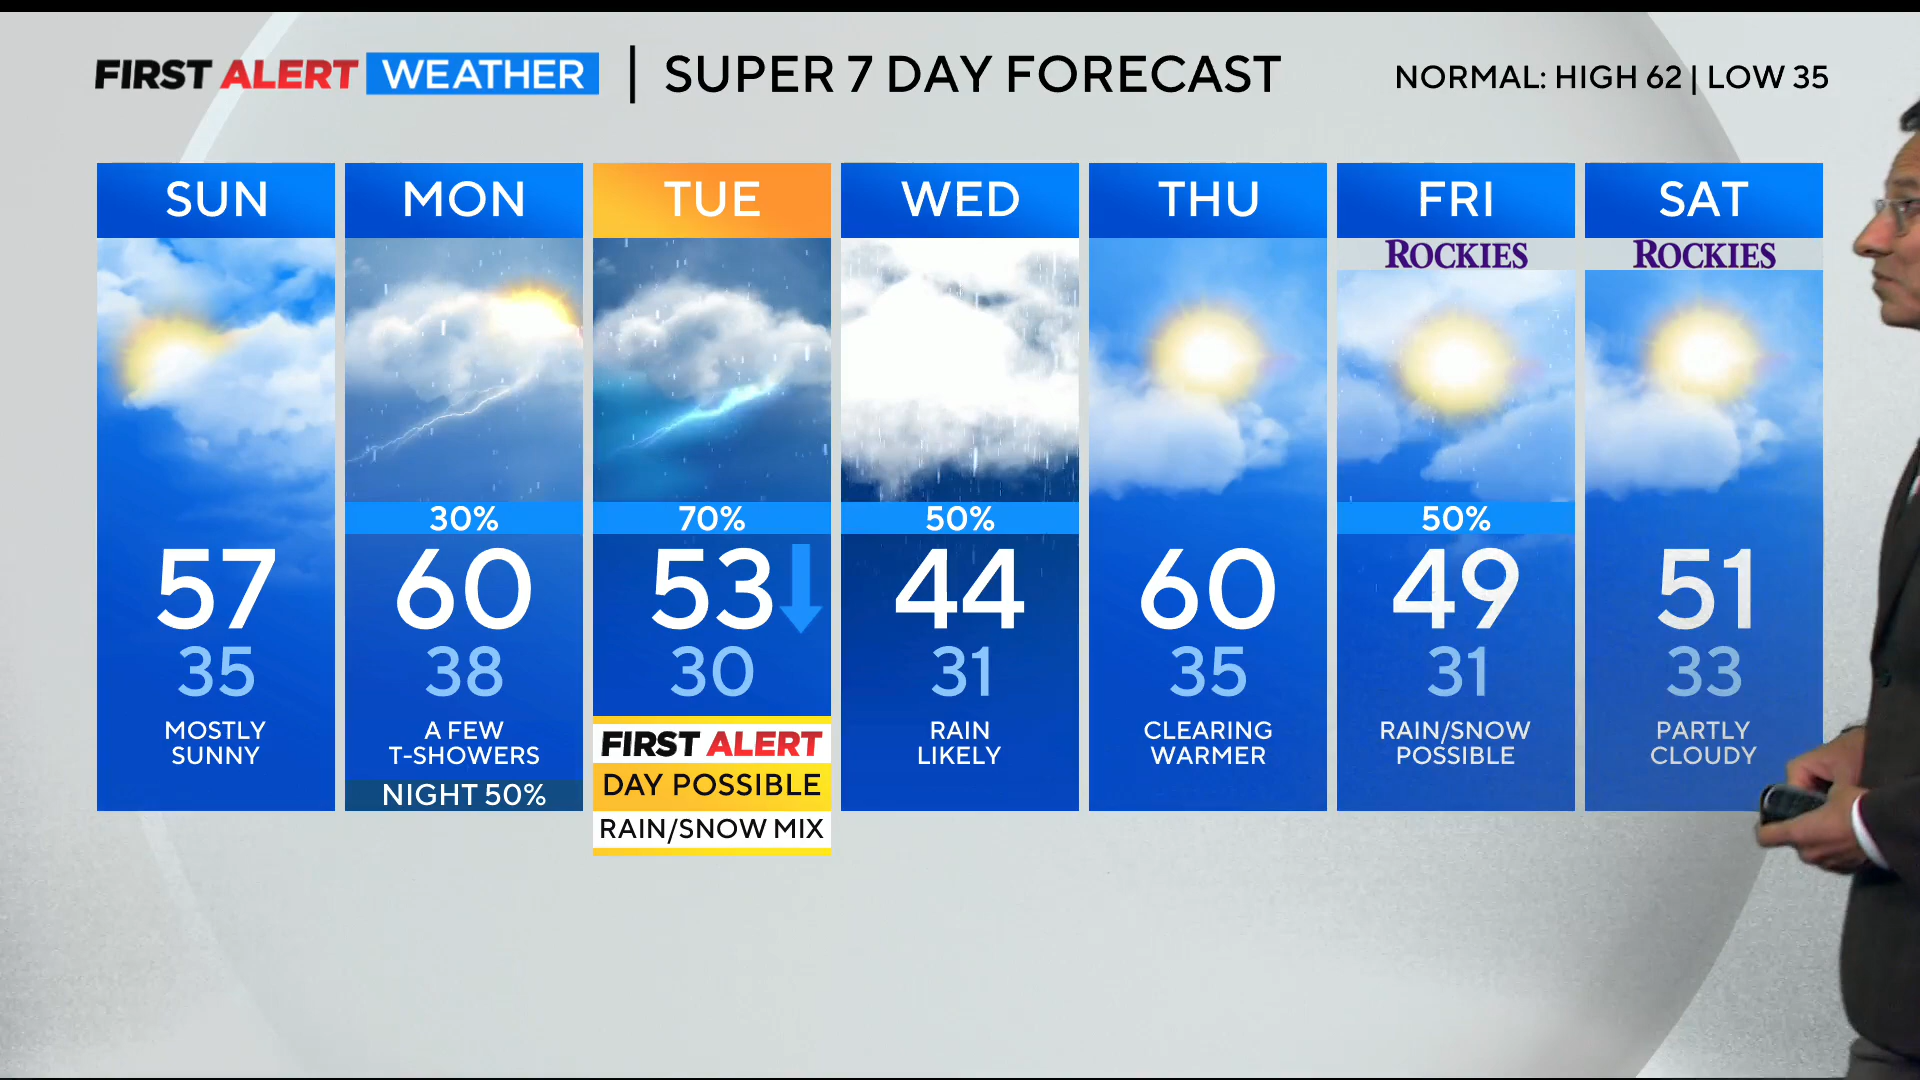 FIRST ALERT WEATHER | SUPER 7 DAY FORECAST
NORMAL: HIGH 62 | LOW 35
SUN
57
35
MOSTLY
SUNNY
MON
30%
60
38
A FEW
T-SHOWERS
NIGHT 50%
TUE
70%
53
30
FIRST ALERT
DAY POSSIBLE
RAIN/SNOW MIX
WED
50%
44
31
RAIN
LIKELY
THU
60
35
CLEARING
WARMER
FRI
ROCKIES
50%
49
31
RAIN/SNOW
POSSIBLE
SAT
ROCKIES
51
33
PARTLY
CLOUDY